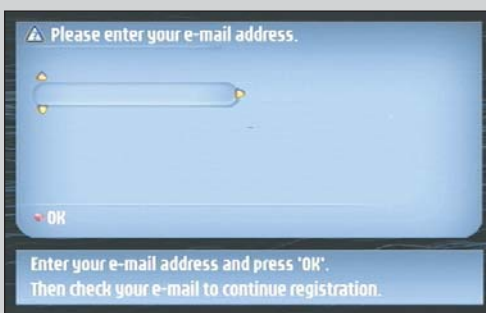 Please enter your e-mail address.
OK
Enter your e-mail address and press 'OK'.
Then check your e-mail to continue registration.